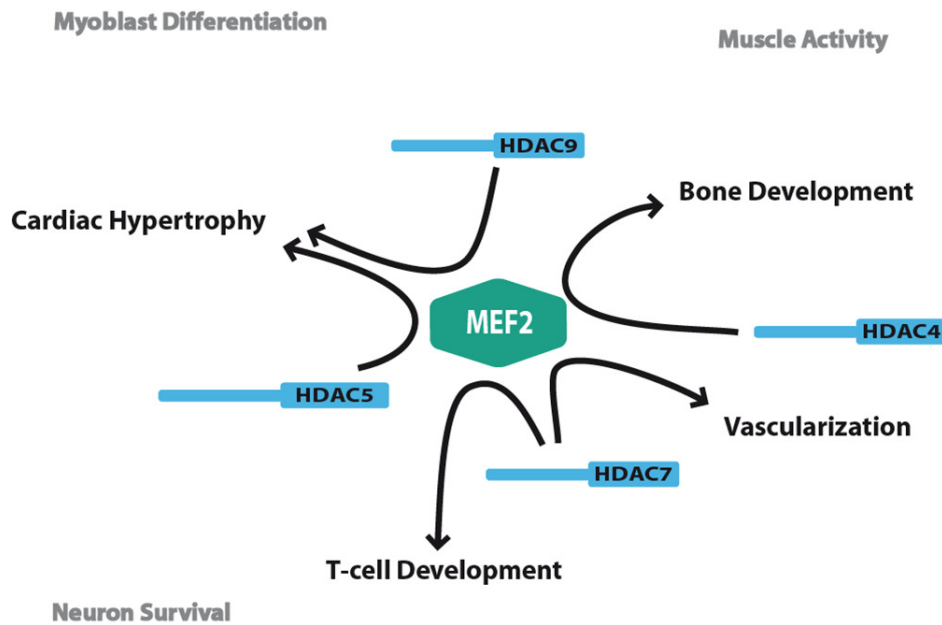 Myoblast Differentiation
Muscle Activity
HDAC9
Bone Development
Cardiac Hypertrophy
MEF2
HDAC4
HDAC5
Vascularization
HDAC7
T-cell Development
Neuron Survival